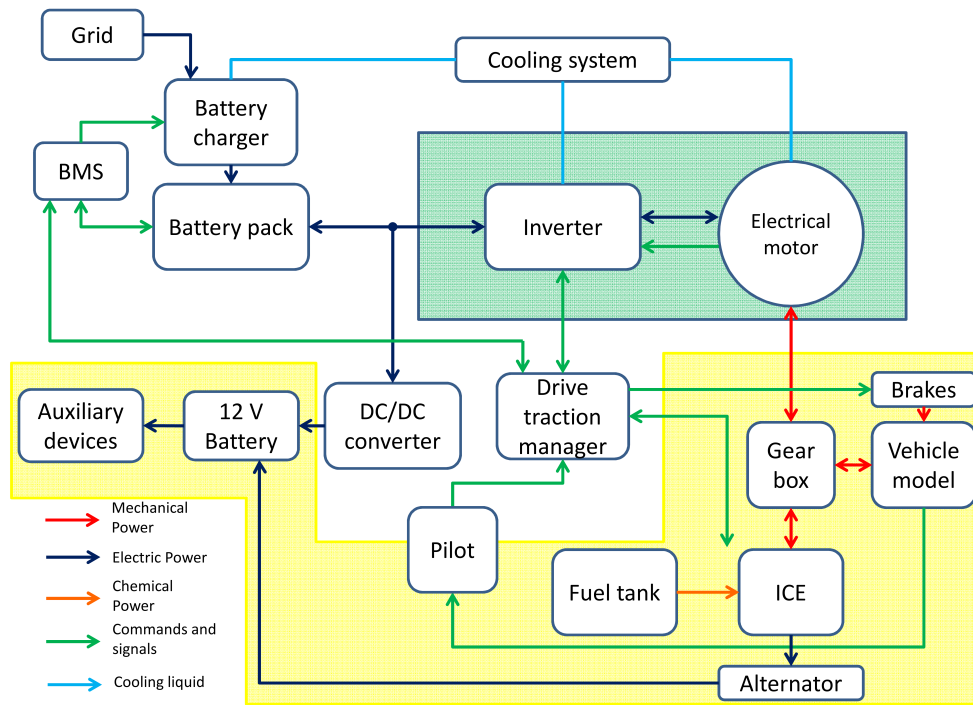 Grid
Cooling system
Battery
charger
BMS
Battery pack
Inverter
Electrical
motor
Auxiliary
devices
12 V
Battery
DC/DC
converter
Drive
traction
manager
Brakes
Gear
box
Vehicle
model
Pilot
Fuel tank
ICE
Alternator
Mechanical
Power
Electric Power
Chemical
Power
Commands and
signals
Cooling liquid